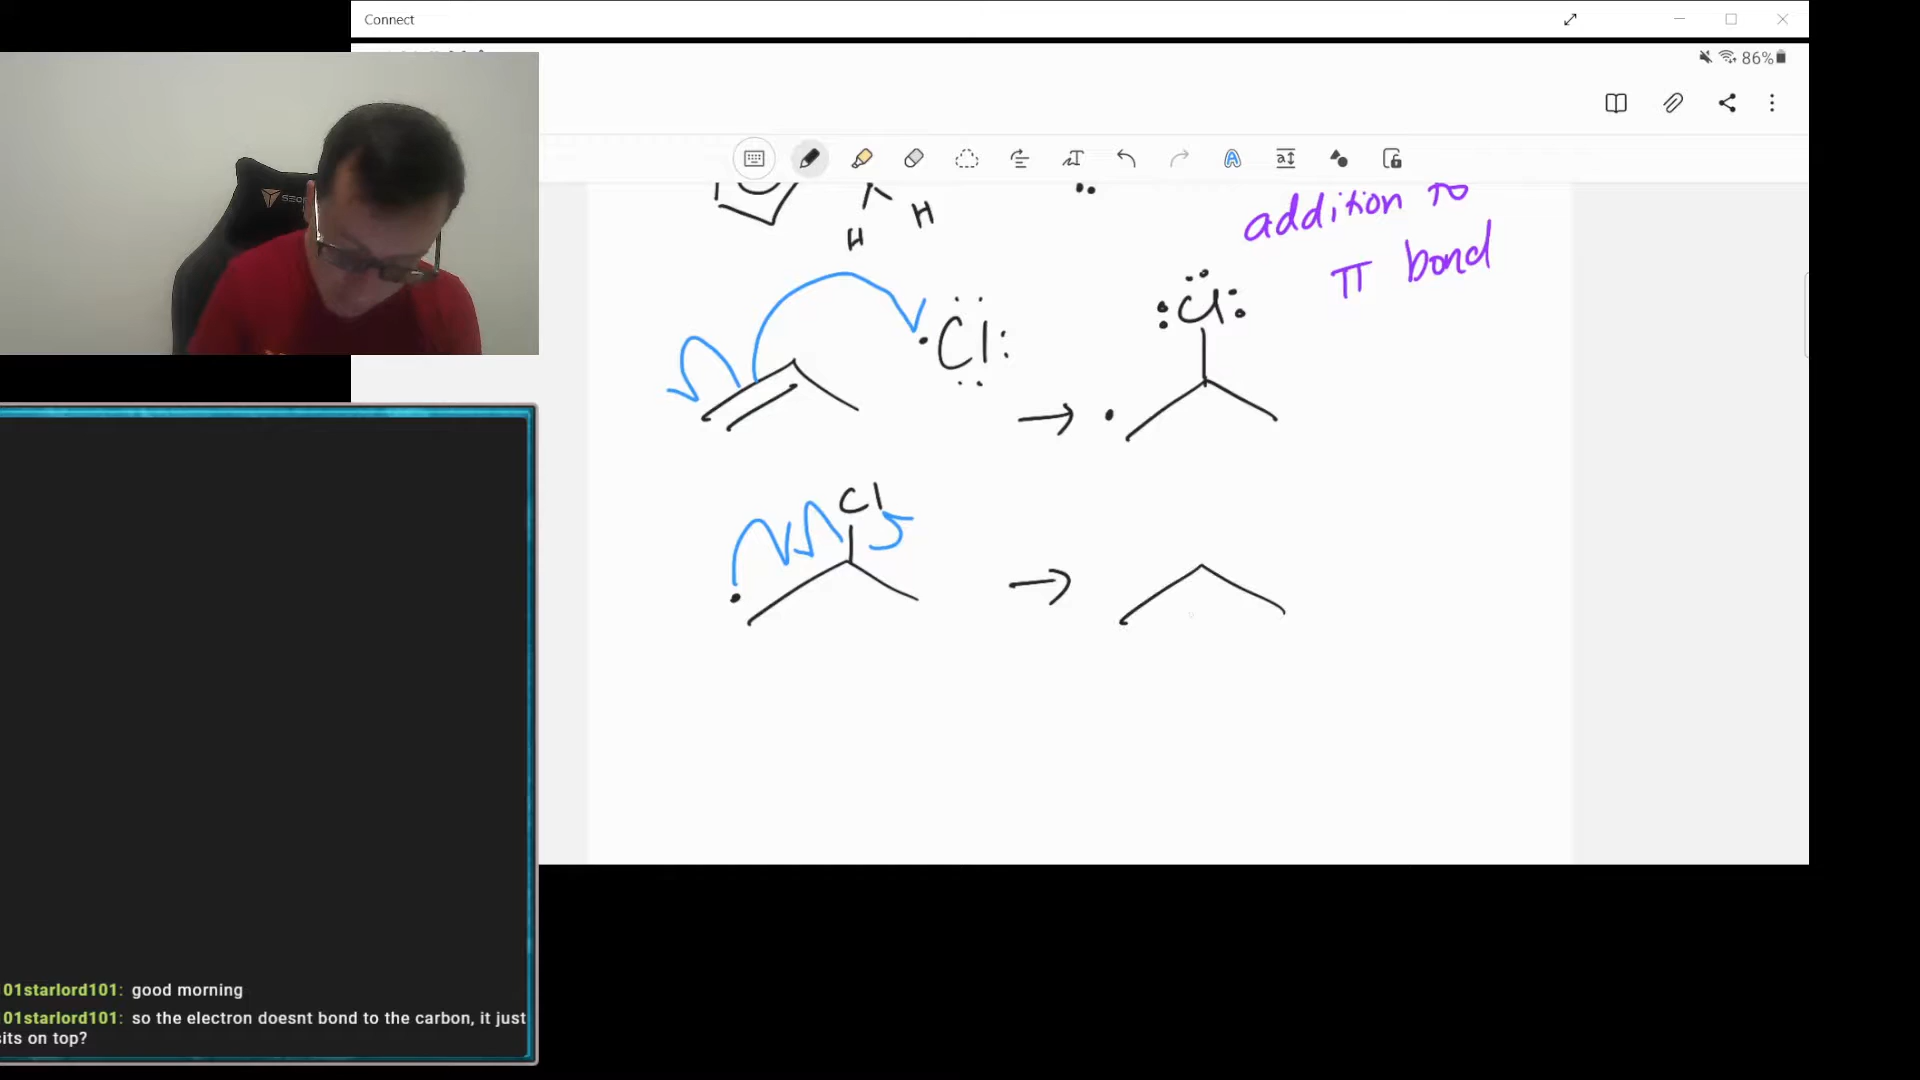 Connect
86%
addition to
π bond
H
H
Cl
Cl
Cl
01starlord101: good morning
01starlord101: so the electron doesnt bond to the carbon, it just
sits on top?